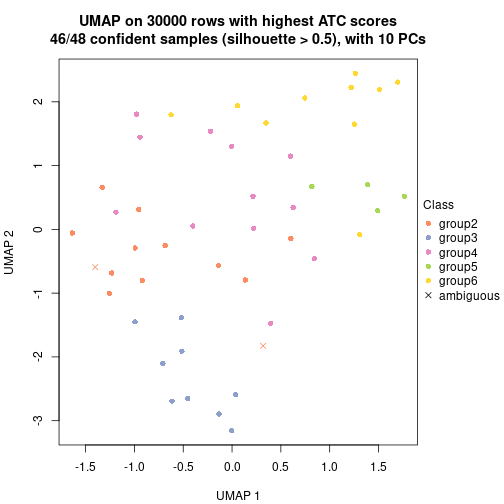 UMAP on 30000 rows with highest ATC scores
46/48 confident samples (silhouette > 0.5), with 10 PCs
UMAP 2
2
1
0
-1
-2
-3
-1.5 -1.0 -0.5 0.0 0.5 1.0 1.5
UMAP 1
Class
group2
group3
group4
group5
group6
ambiguous